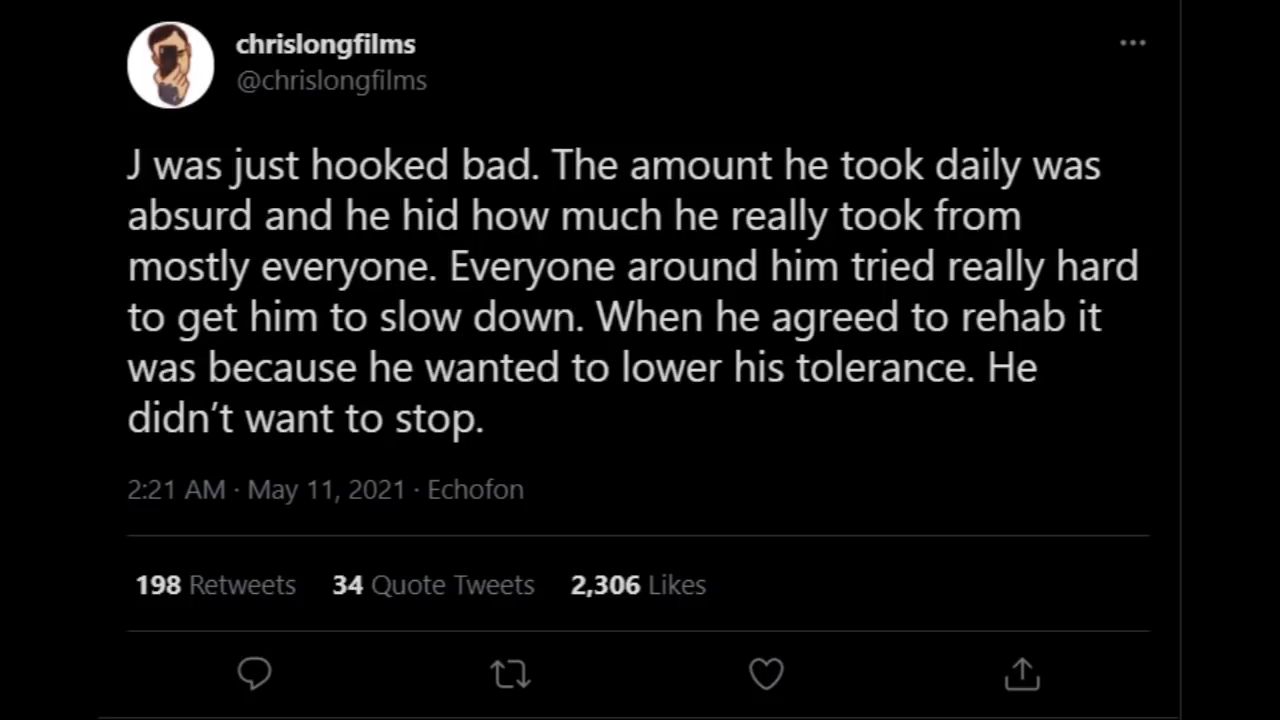 chrislongfilms
@chrislongfilms
J was just hooked bad. The amount he took daily was
absurd and he hid how much he really took from
mostly everyone. Everyone around him tried really hard
to get him to slow down. When he agreed to rehab it
was because he wanted to lower his tolerance. He
didn’t want to stop.
2:21 AM · May 11, 2021 · Echofon
198 Retweets 34 Quote Tweets 2,306 Likes